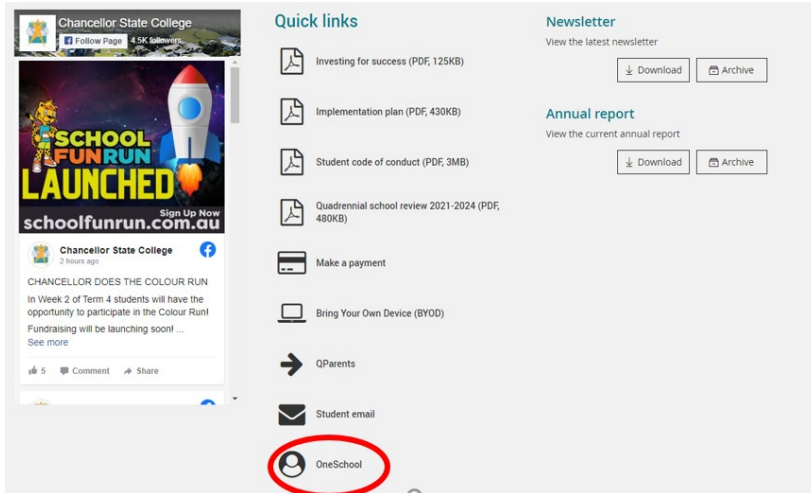 Chancellor State College
Follow Page
4.5K followers
SCHOOL
FUN RUN
LAUNCHED
Sign Up Now
schoolfunrun.com.au
Chancellor State College
2 hours ago
CHANCELLOR DOES THE COLOUR RUN
In Week 2 of Term 4 students will have the
opportunity to participate in the Colour Run!
Fundraising will be launching soon! ...
See more
5 Comment Share
Quick links
Investing for success (PDF, 125KB)
Implementation plan (PDF, 430KB)
Student code of conduct (PDF, 3MB)
Quadrennial school review 2021-2024 (PDF,
480KB)
Make a payment
Bring Your Own Device (BYOD)
QParents
Student email
OneSchool
Newsletter
View the latest newsletter
Download
Archive
Annual report
View the current annual report
Download
Archive